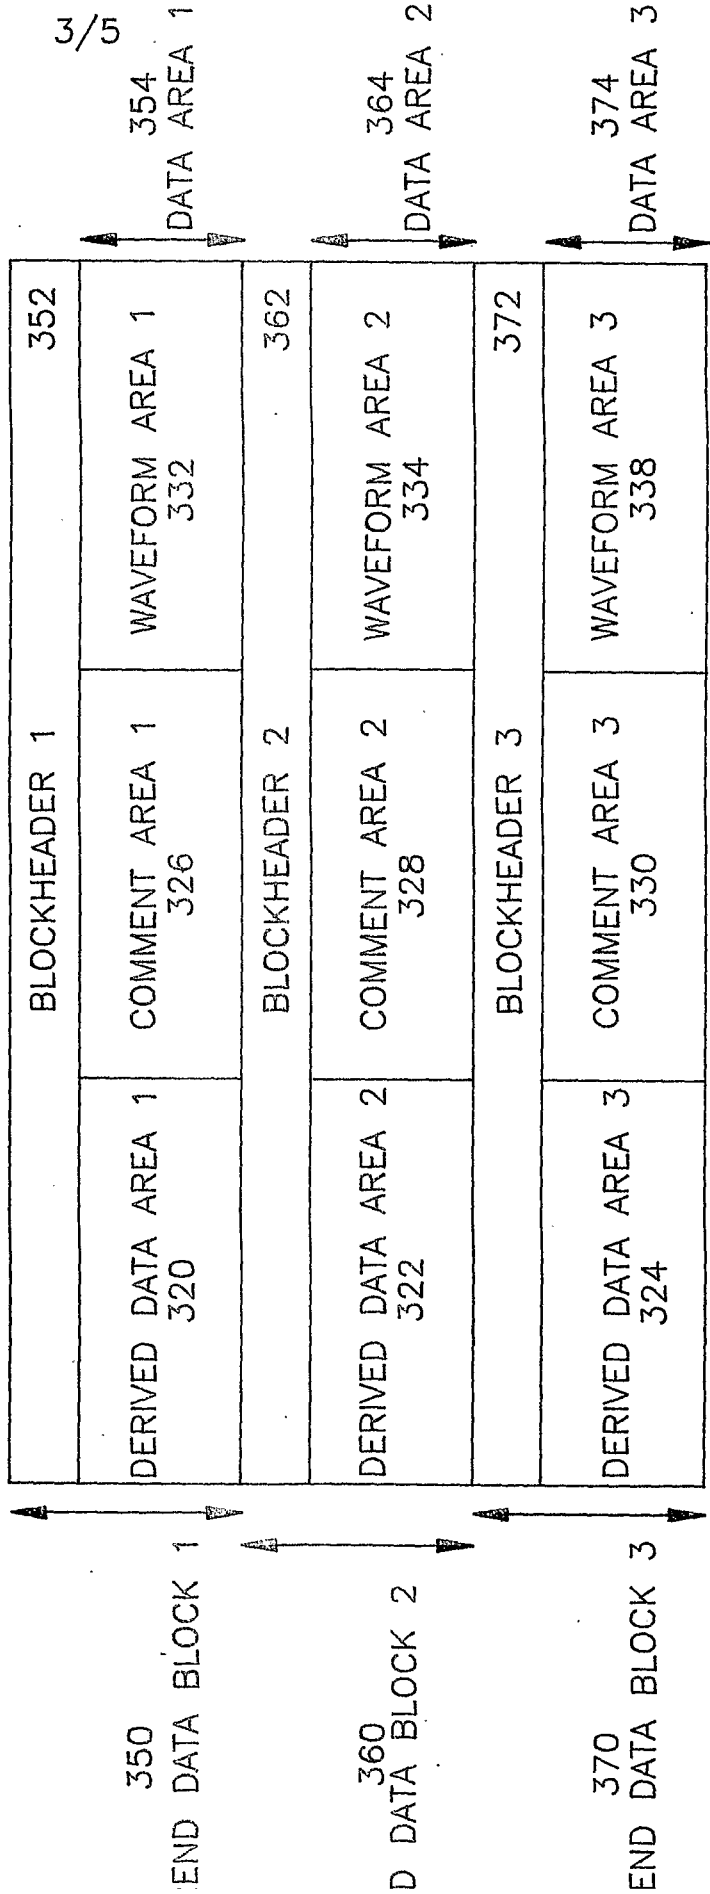 3/5
BLOCKHEADER 1 352
350
DATA BLOCK 1
DERIVED DATA AREA 1
320
COMMENT AREA 1
326
WAVEFORM AREA 1
332
354
DATA AREA 1
BLOCKHEADER 2 362
360
DATA BLOCK 2
DERIVED DATA AREA 2
322
COMMENT AREA 2
328
WAVEFORM AREA 2
334
364
DATA AREA 2
BLOCKHEADER 3 372
370
END DATA BLOCK 3
DERIVED DATA AREA 3
324
COMMENT AREA 3
330
WAVEFORM AREA 3
338
374
DATA AREA 3